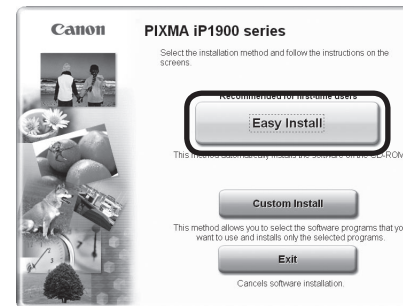 Canon
PIXMA iP1900 series
Select the installation method and follow the instructions on the
screens.
Recommended for first-time users
Easy Install
This method automatically installs the software on the CD-ROM
Custom Install
This method allows you to select the software programs that yo
want to use and installs only the selected programs.
Exit
Cancels software installation.